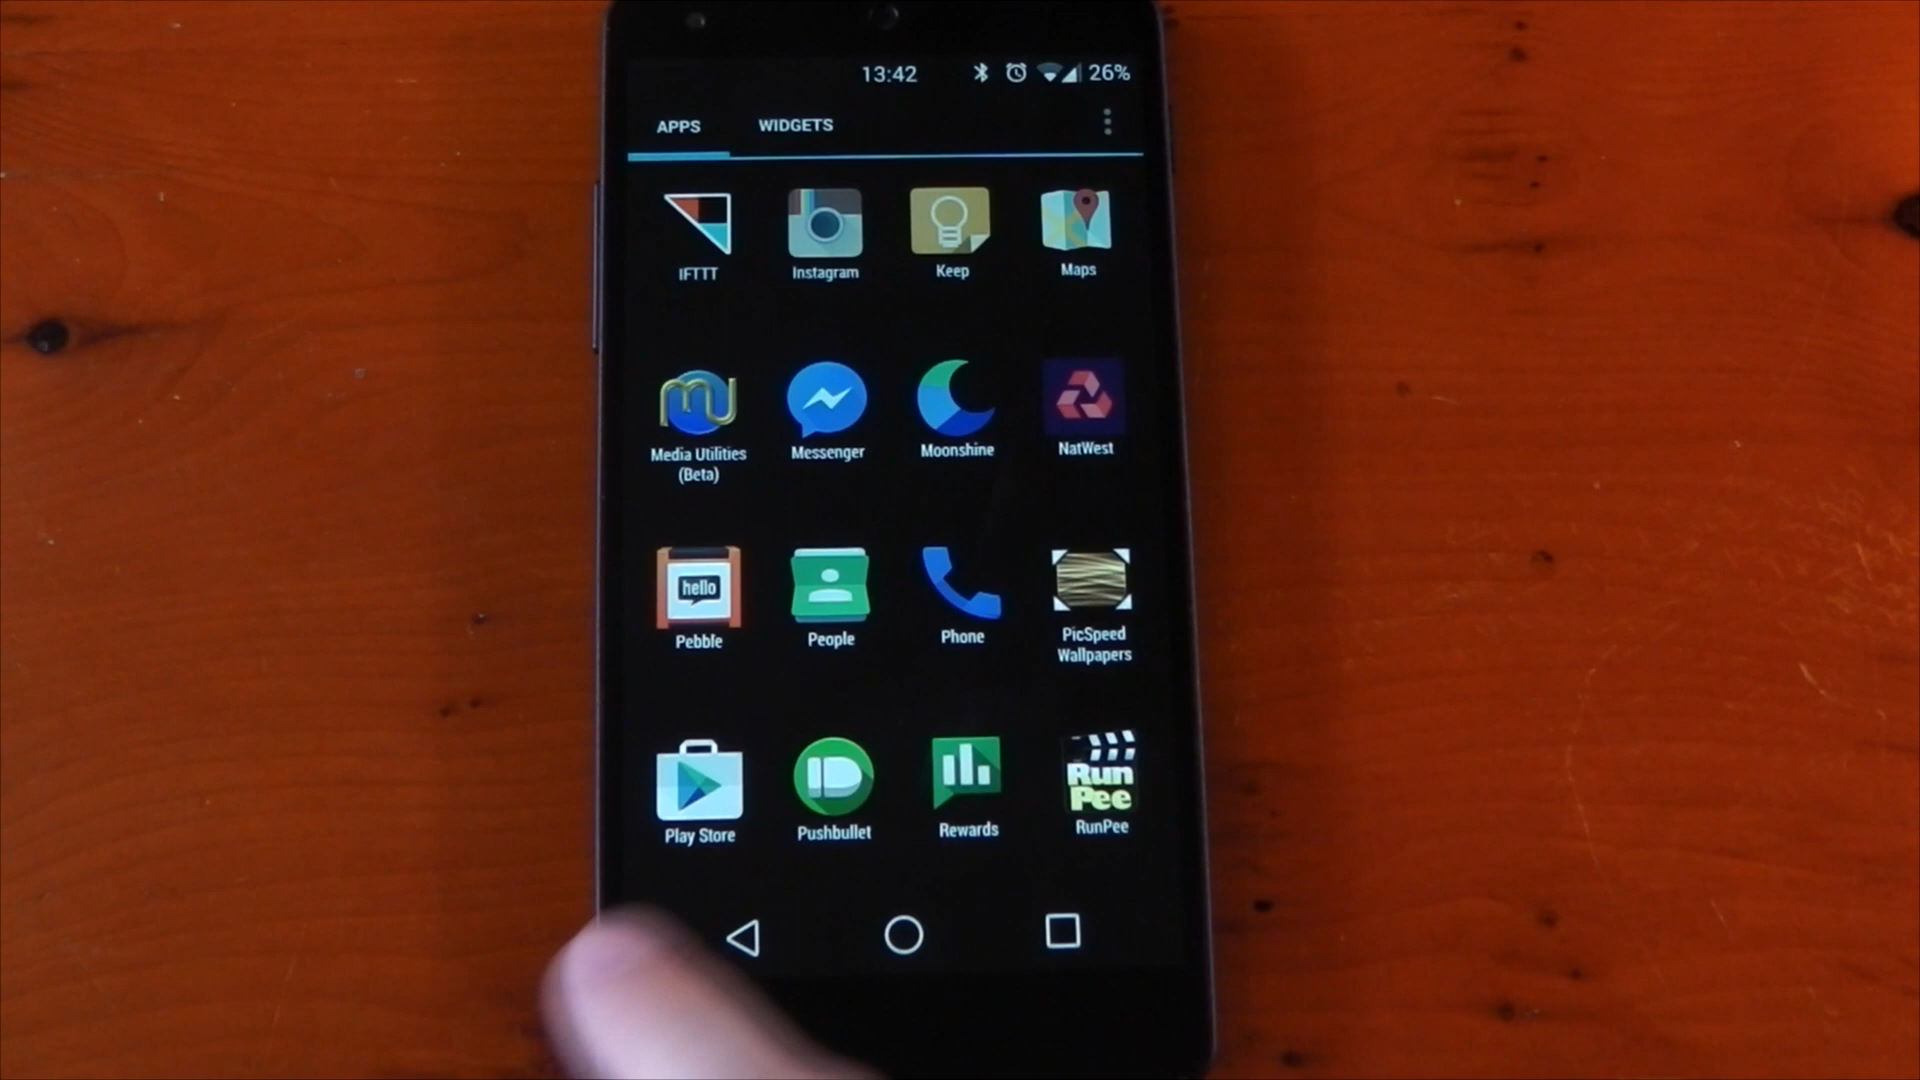 13:42 26%
APPS WIDGETS
IFTTT Instagram Keep Maps
mu
Media Utilities Messenger Moonshine NatWest
(Beta)
hello
Pebble People Phone PicSpeed
Wallpapers
Run
Pee
Play Store Pushbullet Rewards RunPee